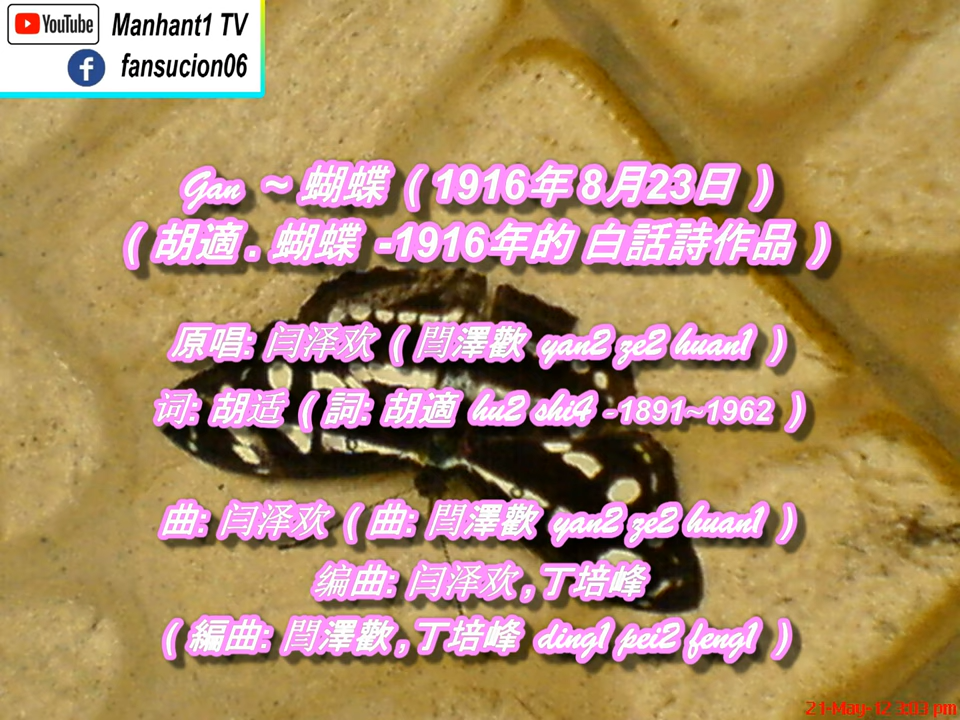 YouTube Manhant1 TV
fansucion06
Gan ~ 蝴蝶 ( 1916年 8月23日 )
( 胡適 . 蝴蝶 -1916年的 白話詩作品 )
原唱: 闫泽欢 ( 閆澤歡 yan2 ze2 huan1 )
词: 胡适 ( 詞: 胡適 hu2 shi4 -1891~1962 )
曲: 闫泽欢 ( 曲: 閆澤歡 yan2 ze2 huan1 )
编曲: 闫泽欢 ,丁培峰
( 編曲: 閆澤歡 ,丁培峰 ding1 pei2 feng1 )
21-May-12 3:03 pm